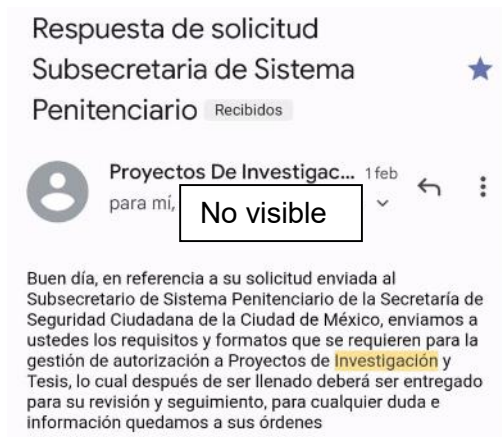 Respuesta de solicitud
Subsecretaria de Sistema
Penitenciario Recibidos
Proyectos De Investigac... 1 feb
para mí,
No visible
Buen día, en referencia a su solicitud enviada al
Subsecretario de Sistema Penitenciario de la Secretaría de
Seguridad Ciudadana de la Ciudad de México, enviamos a
ustedes los requisitos y formatos que se requieren para la
gestión de autorización a Proyectos de Investigación y
Tesis, lo cual después de ser llenado deberá ser entregado
para su revisión y seguimiento, para cualquier duda e
información quedamos a sus órdenes